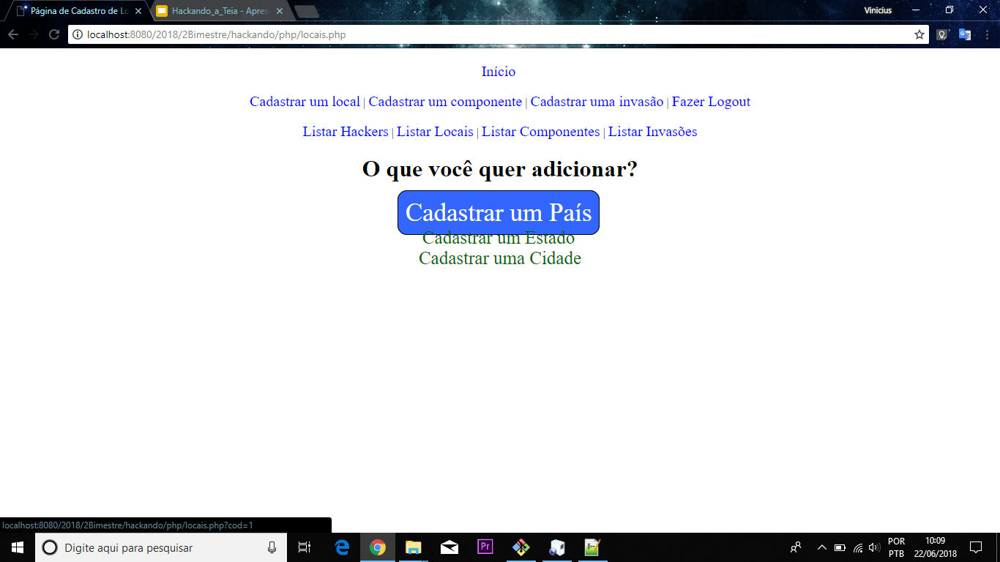 Página de Cadastro de Lo
Hackando_a_Teia - Apres
Vinicius
localhost:8080/2018/2Bimestre/hackando/php/locais.php
Início
Cadastrar um local | Cadastrar um componente | Cadastrar uma invasão | Fazer Logout
Listar Hackers | Listar Locais | Listar Componentes | Listar Invasões
O que você quer adicionar?
Cadastrar um País
Cadastrar um Estado
Cadastrar uma Cidade
localhost:8080/2018/2Bimestre/hackando/php/locais.php?cod=1
Digite aqui para pesquisar
Pr
POR
PTB
10:09
22/06/2018